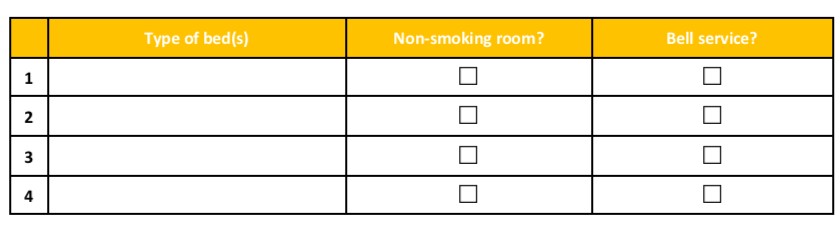 Type of bed(s) Non-smoking room? Bell service?
1 ☐ ☐
2 ☐ ☐
3 ☐ ☐
4 ☐ ☐